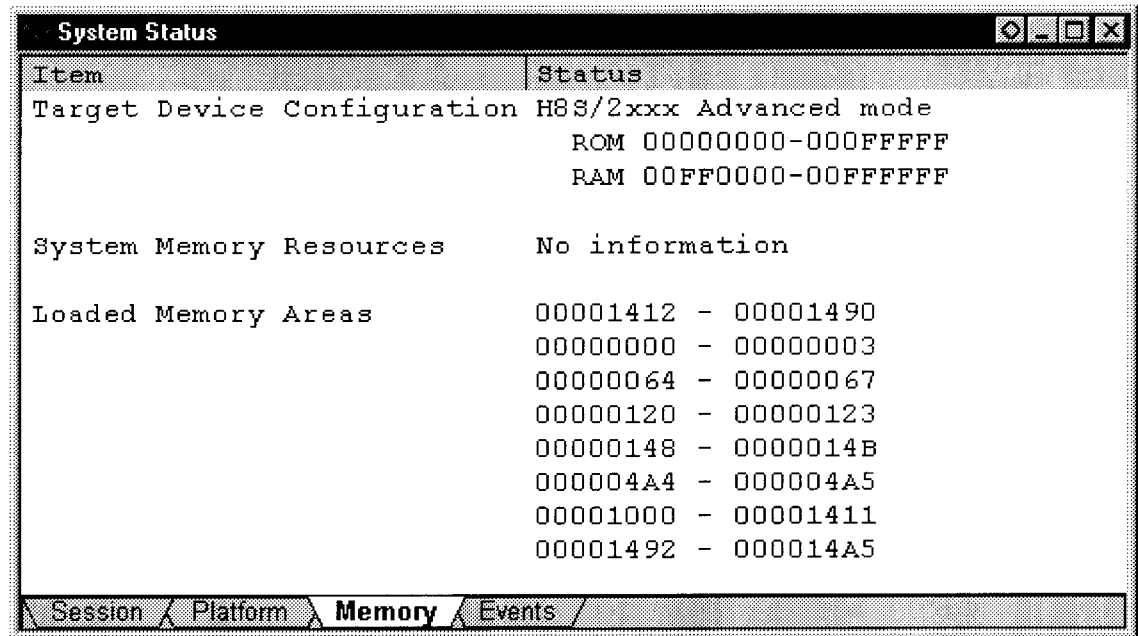 System Status
Item Status
Target Device Configuration H8S/2xxx Advanced mode
ROM 00000000-000FFFFF
RAM 00FF0000-00FFFFFF
System Memory Resources No information
Loaded Memory Areas 00001412 - 00001490
00000000 - 00000003
00000064 - 00000067
00000120 - 00000123
00000148 - 0000014B
000004A4 - 000004A5
00001000 - 00001411
00001492 - 000014A5
Session Platform Memory Events